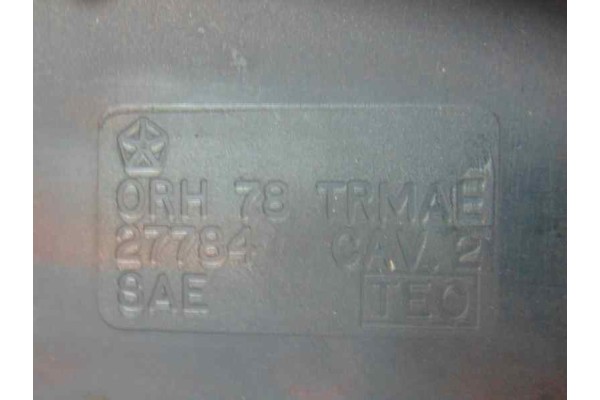 ORH 78 TRMAE
27784 CAV. 2
SAE TEC